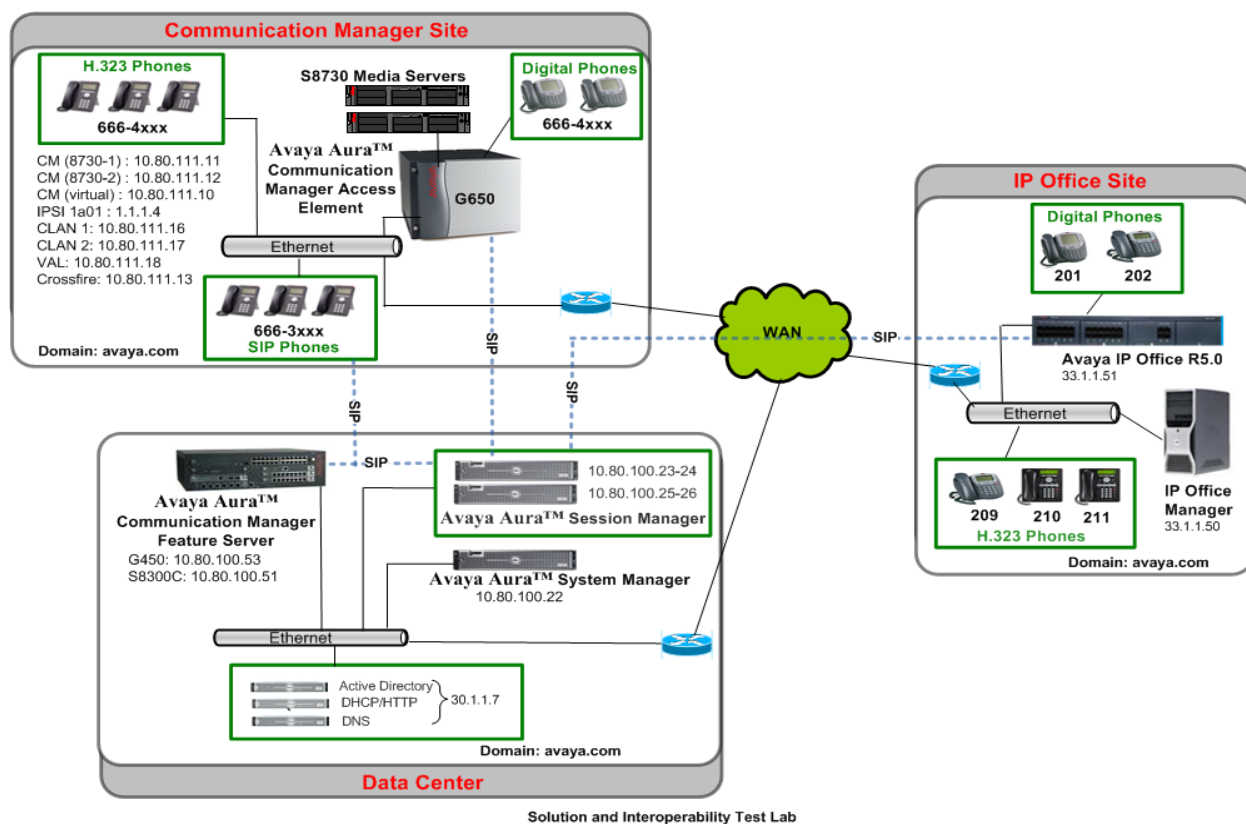 Communication Manager Site
H.323 Phones
666-4xxx
S8730 Media Servers
Digital Phones
666-4xxx
Avaya Aura™
Communication
Manager Access
Element
G650
CM (8730-1) : 10.80.111.11
CM (8730-2) : 10.80.111.12
CM (virtual) : 10.80.111.10
IPSI 1a01 : 1.1.1.4
CLAN 1: 10.80.111.16
CLAN 2: 10.80.111.17
VAL: 10.80.111.18
Crossfire: 10.80.111.13
Ethernet
666-3xxx
SIP Phones
Domain: avaya.com
SIP
SIP
SIP
WAN
SIP
IP Office Site
Digital Phones
201
202
Avaya IP Office R5.0
33.1.1.51
Ethernet
209
210
211
H.323 Phones
IP Office
Manager
33.1.1.50
Domain: avaya.com
SIP
Avaya Aura™
Communication Manager
Feature Server
G450: 10.80.100.53
S8300C: 10.80.100.51
10.80.100.23-24
10.80.100.25-26
Avaya Aura™ Session Manager
Avaya Aura™ System Manager
10.80.100.22
Ethernet
Active Directory
DHCP/HTTP
DNS
30.1.1.7
Domain: avaya.com
Data Center
Solution and Interoperability Test Lab